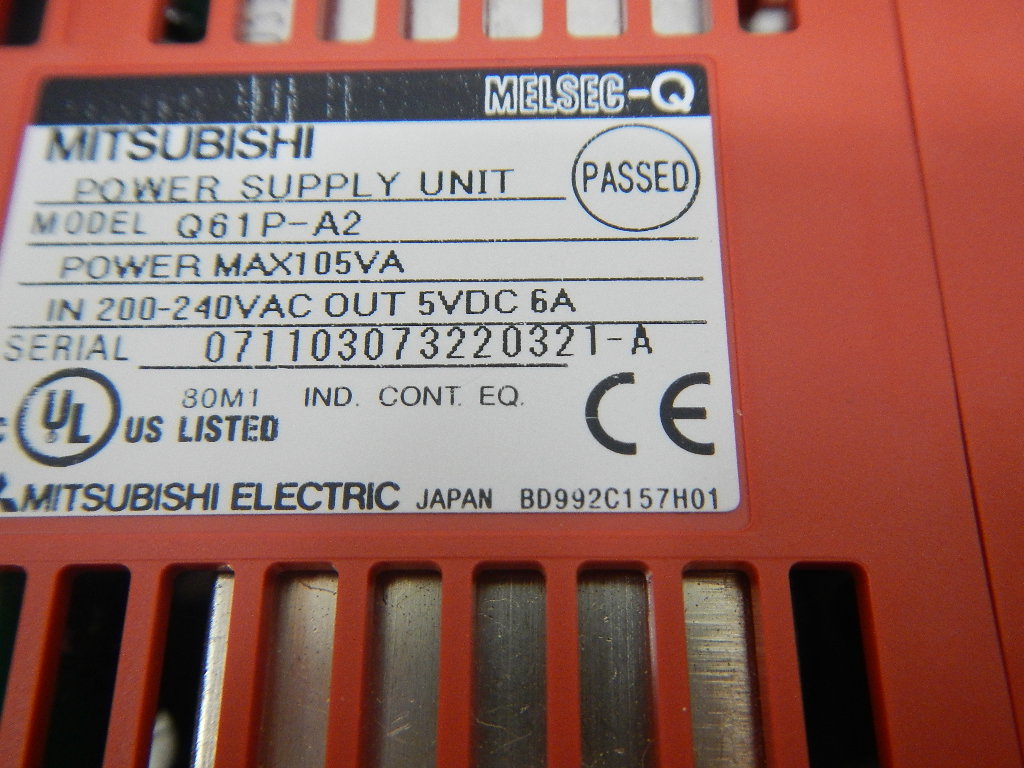 MELSEC-Q
MITSUBISHI
PASSED
POWER SUPPLY UNIT
MODEL Q61P-A2
POWER MAX105VA
IN 200-240VAC OUT 5VDC 6A
SERIAL 071103073220321-A
C UL US LISTED
80M1 IND. CONT. EQ.
CE
MITSUBISHI ELECTRIC JAPAN BD992C157H01